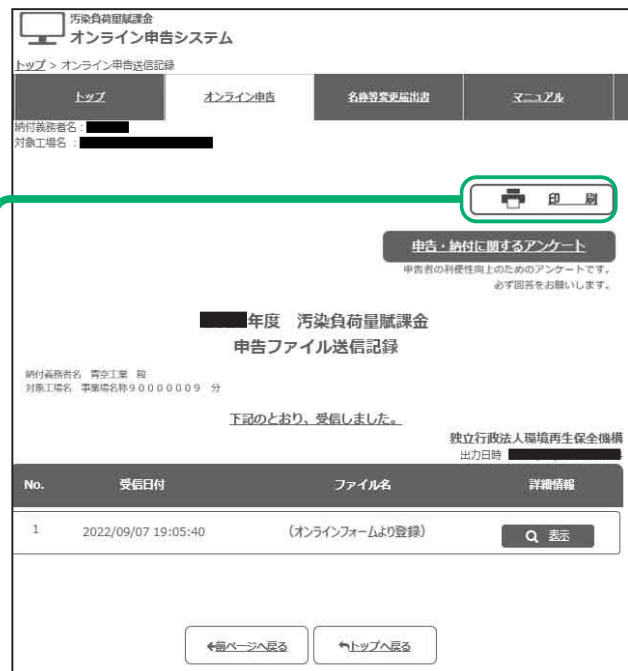 汚染負荷量賦課金
オンライン申告システム
トップ > オンライン申告送信記録
トップ オンライン申告 名称等変更届出書 マニュアル
納付義務者名：
対象工場名 ：
印 刷
申告・納付に関するアンケート
申告者の利便性向上のためのアンケートです。
必ず回答をお願いします。
年度 汚染負荷量賦課金
申告ファイル送信記録
納付義務者名 青空工業 殿
対象工場名 事業場名称９０００００００９ 分
下記のとおり、受信しました。
独立行政法人環境再生保全機構
出力日時
No. 受信日付 ファイル名 詳細情報
1 2022/09/07 19:05:40 （オンラインフォームより登録） 表示
前ページへ戻る トップへ戻る